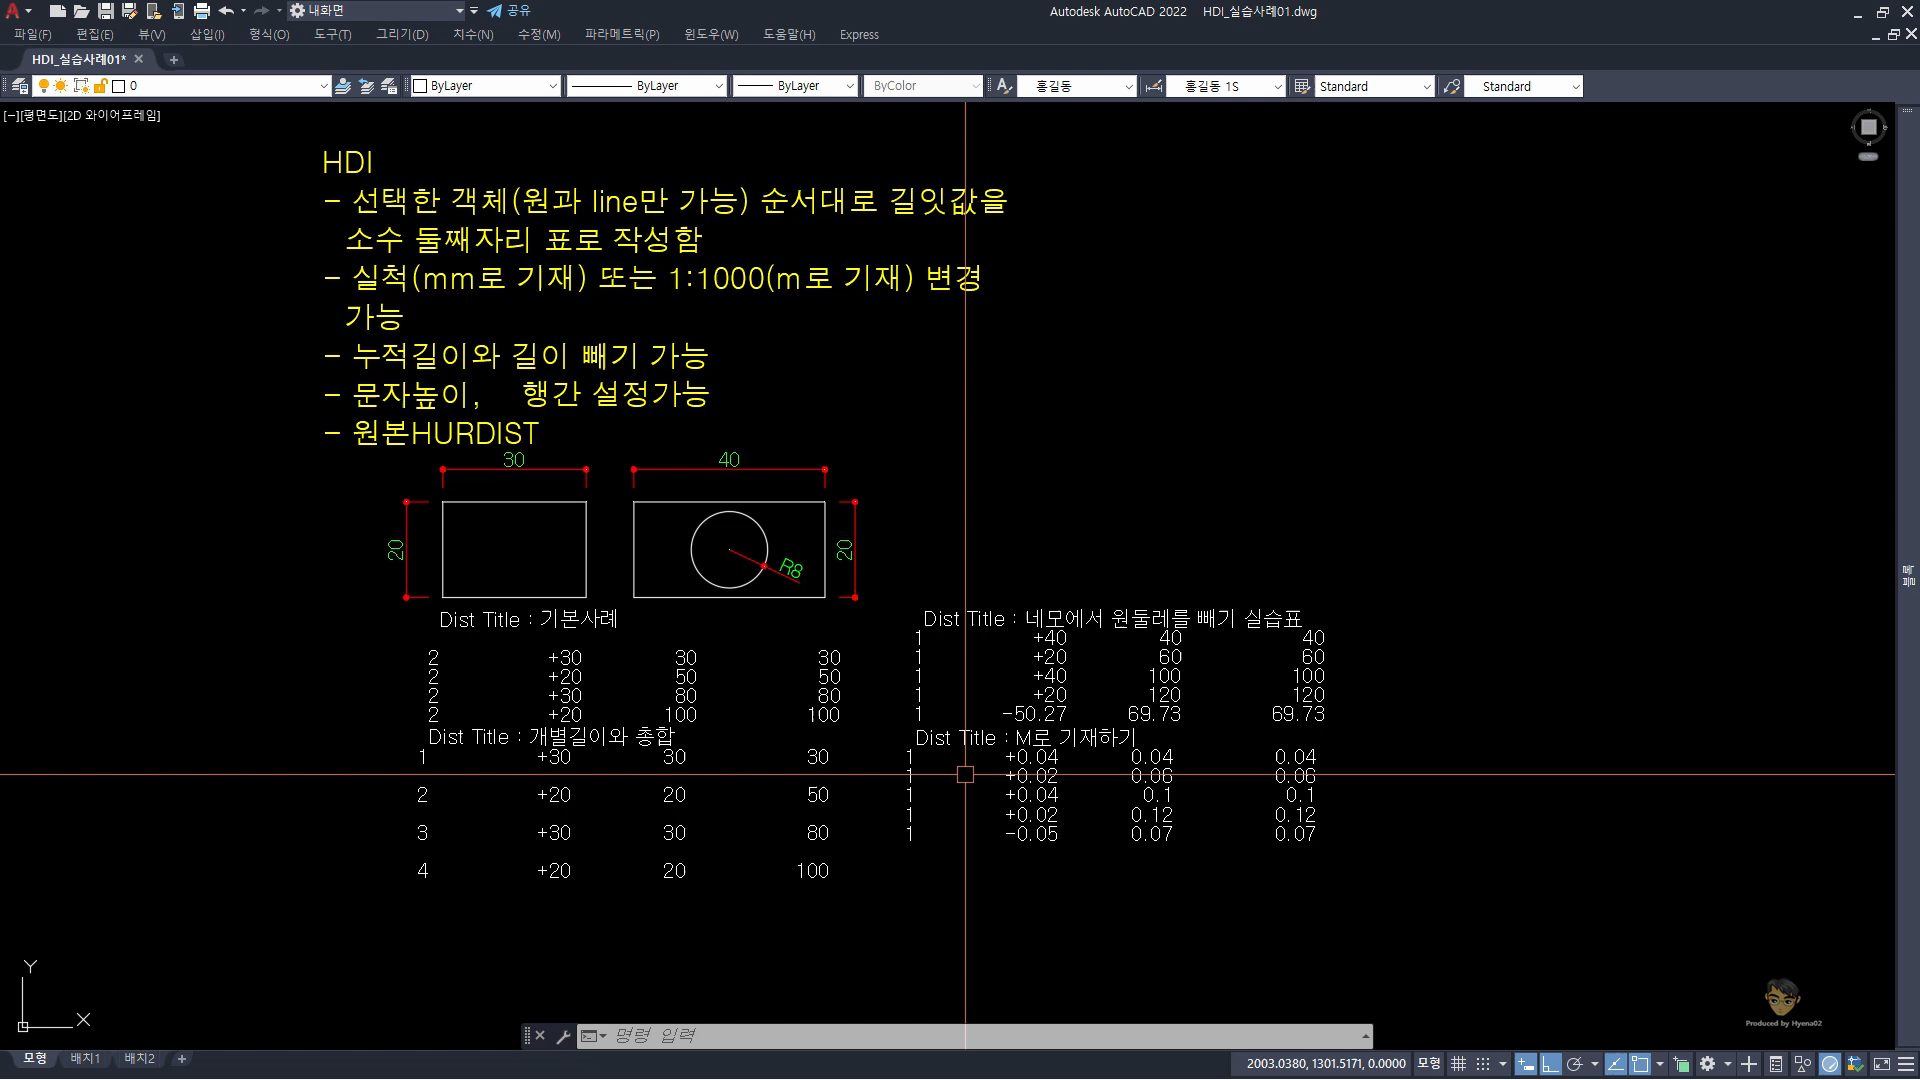 내화면
공유
Autodesk AutoCAD 2022 HDI_실습사례01.dwg
파일(F) 편집(E) 뷰(V) 삽입(I) 형식(O) 도구(T) 그리기(D) 치수(N) 수정(M) 파라메트릭(P) 윈도우(W) 도움말(H) Express
HDI_실습사례01*
0 ByLayer ByLayer ByLayer ByColor 홍길동 홍길동 1S Standard Standard
[-][평면도][2D 와이어프레임]
HDI
- 선택한 객체(원과 line만 가능) 순서대로 길잇값을
소수 둘째자리 표로 작성함
- 실척(mm로 기재) 또는 1:1000(m로 기재) 변경
가능
- 누적길이와 길이 빼기 가능
- 문자높이, 행간 설정가능
- 원본HURDIST
30 40
20 R8 20
Dist Title : 기본사례
2 +30 30 30
2 +20 50 50
2 +30 80 80
2 +20 100 100
Dist Title : 개별길이와 총합
1 +30 30 30
2 +20 20 50
3 +30 30 80
4 +20 20 100
Dist Title : 네모에서 원둘레를 빼기 실습표
1 +40 40 40
1 +20 60 60
1 +40 100 100
1 +20 120 120
1 -50.27 69.73 69.73
Dist Title : M로 기재하기
1 +0.04 0.04 0.04
1 +0.02 0.06 0.06
1 +0.04 0.1 0.1
1 +0.02 0.12 0.12
1 -0.05 0.07 0.07
Y
X
Produced by Hyena02
명령 입력
모형 배치1 배치2
2003.0380, 1301.5171, 0.0000 모형